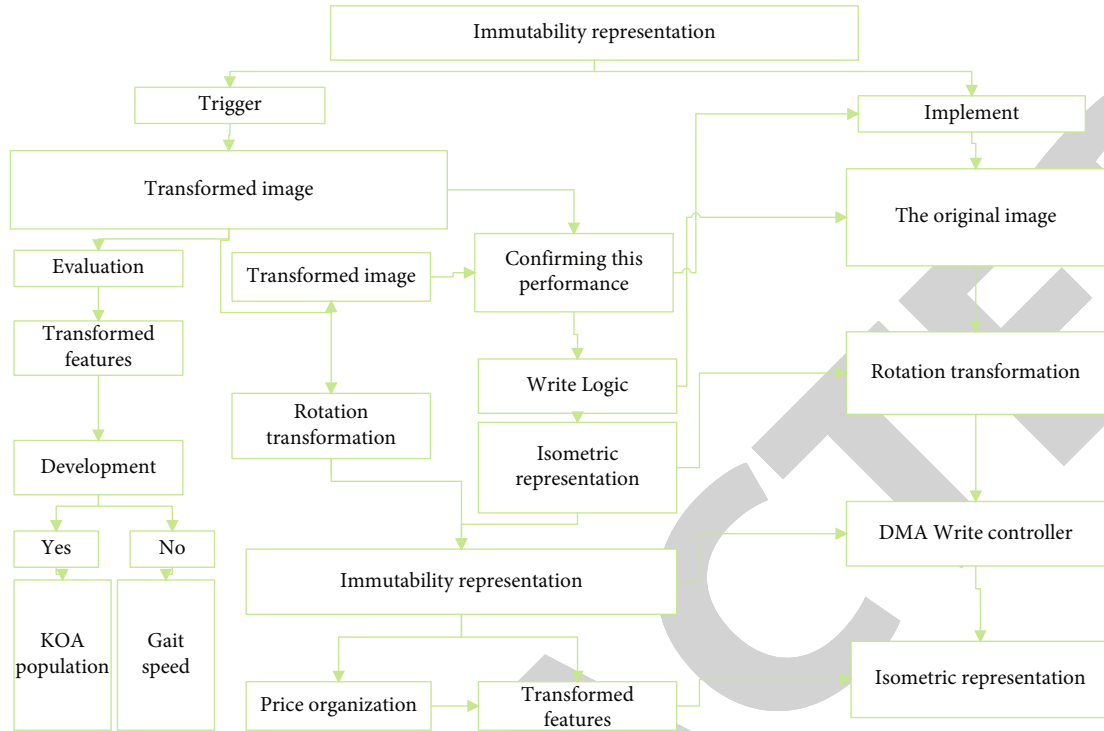 Immutability representation
Trigger
Implement
Transformed image
The original image
Evaluation
Transformed image
Confirming this
performance
Transformed
features
Write Logic
Rotation transformation
Rotation
transformation
Development
Isometric
representation
Yes
No
DMA Write controller
Immutability representation
KOA
population
Gait
speed
Price organization
Transformed
features
Isometric representation